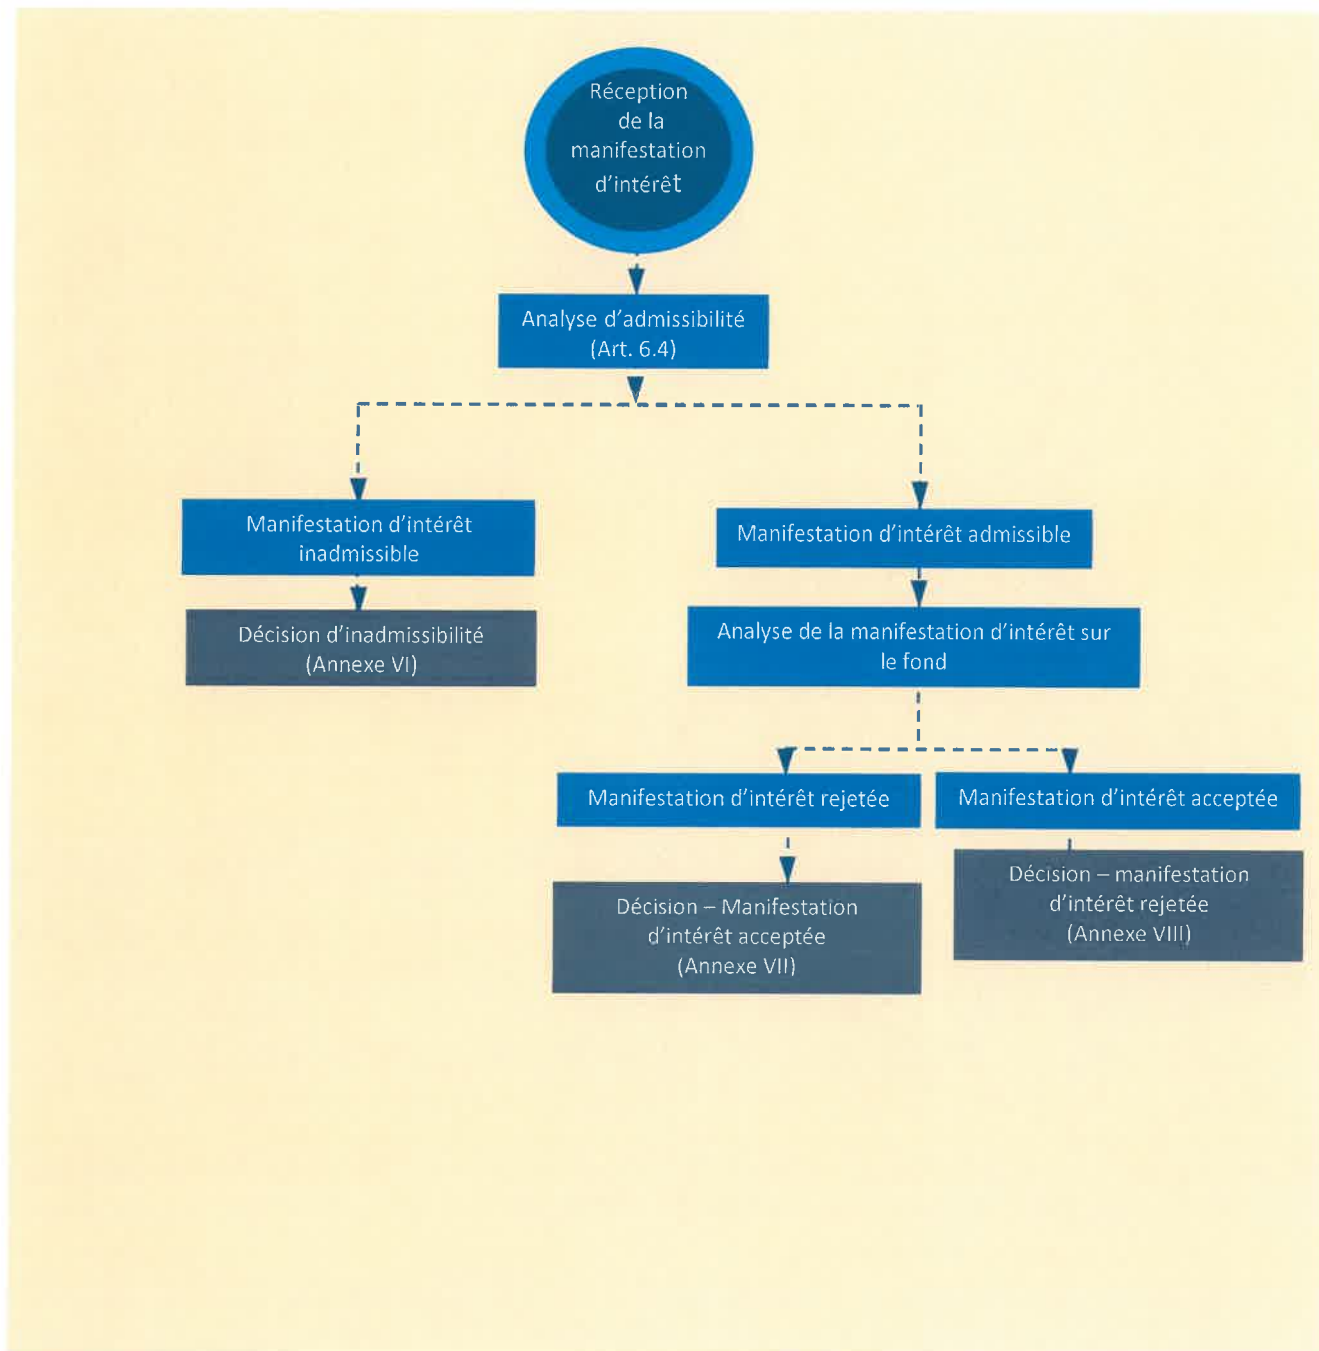 Réception
de la
manifestation
d'intérêt
Analyse d'admissibilité
(Art. 6.4)
Manifestation d'intérêt
inadmissible
Manifestation d'intérêt admissible
Décision d'inadmissibilité
(Annexe VI)
Analyse de la manifestation d'intérêt sur
le fond
Manifestation d'intérêt rejetée
Manifestation d'intérêt acceptée
Décision – Manifestation
d'intérêt acceptée
(Annexe VII)
Décision – manifestation
d'intérêt rejetée
(Annexe VIII)